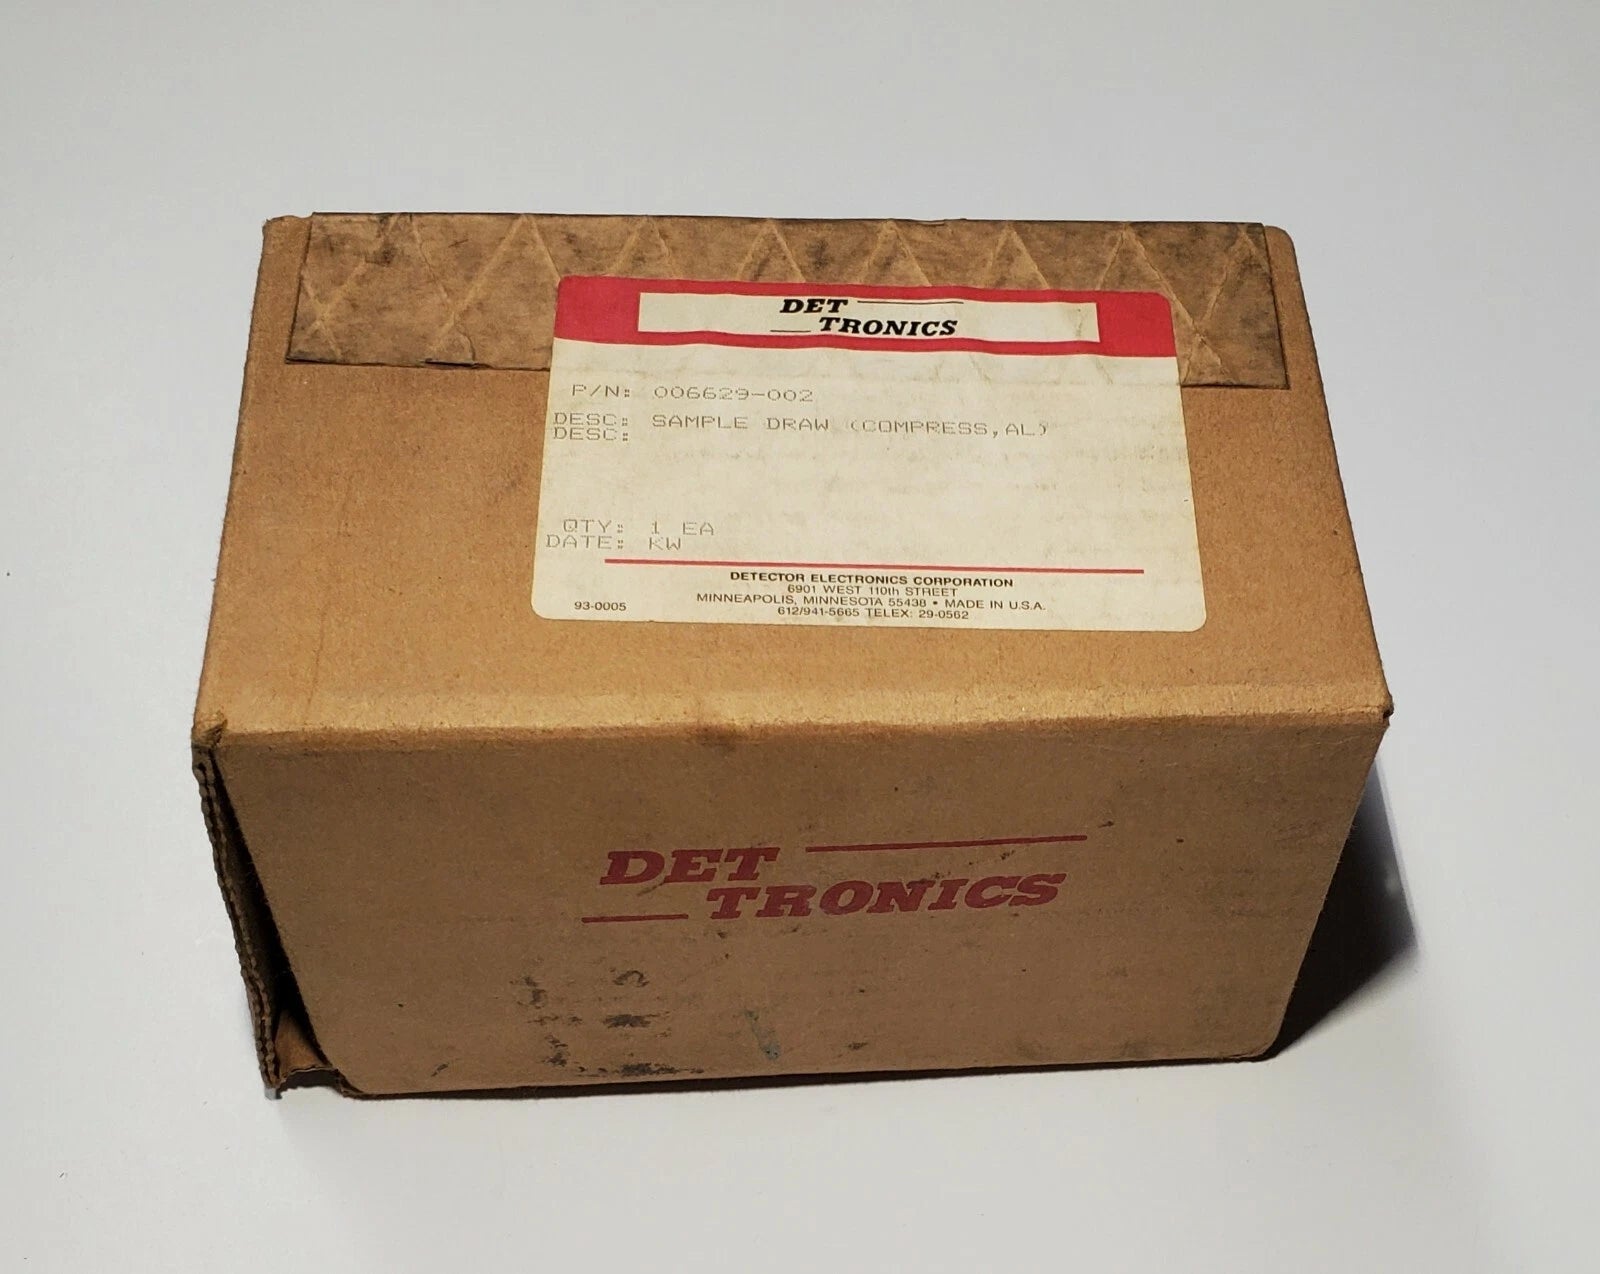 DET
TRONICS
P/N: 006629-002
DESC: SAMPLE DRAW (COMPRESS,AL)
DESC:
QTY: 1 EA
DATE: KW
DETECTOR ELECTRONICS CORPORATION
6901 WEST 110th STREET
MINNEAPOLIS, MINNESOTA 55438 • MADE IN U.S.A.
93-0005 612/941-5665 TELEX: 29-0562
DET
TRONICS